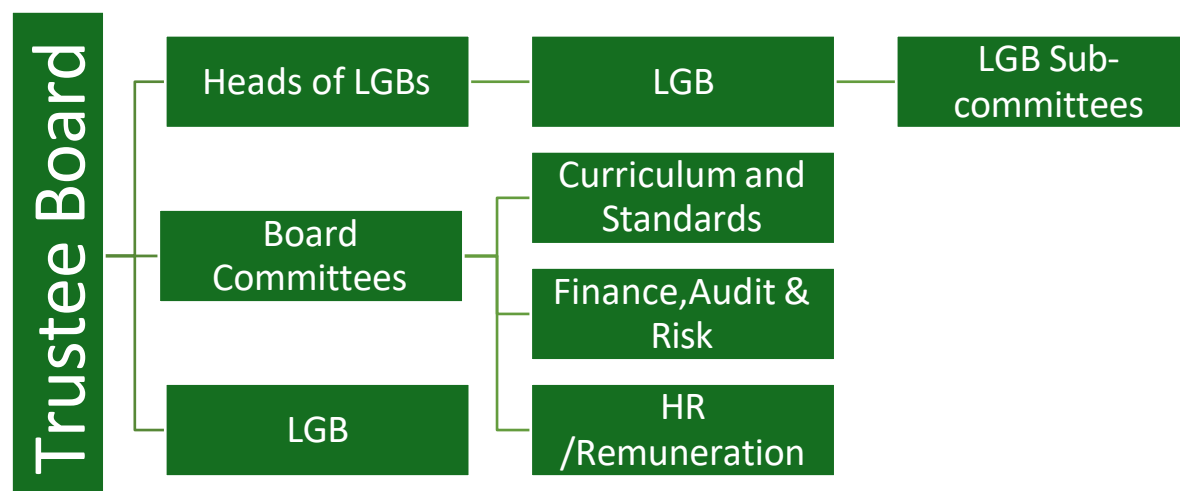 Trustee Board
Heads of LGBs
LGB
LGB Sub-
committees
Board
Committees
Curriculum and
Standards
Finance,Audit &
Risk
LGB
HR
/Remuneration